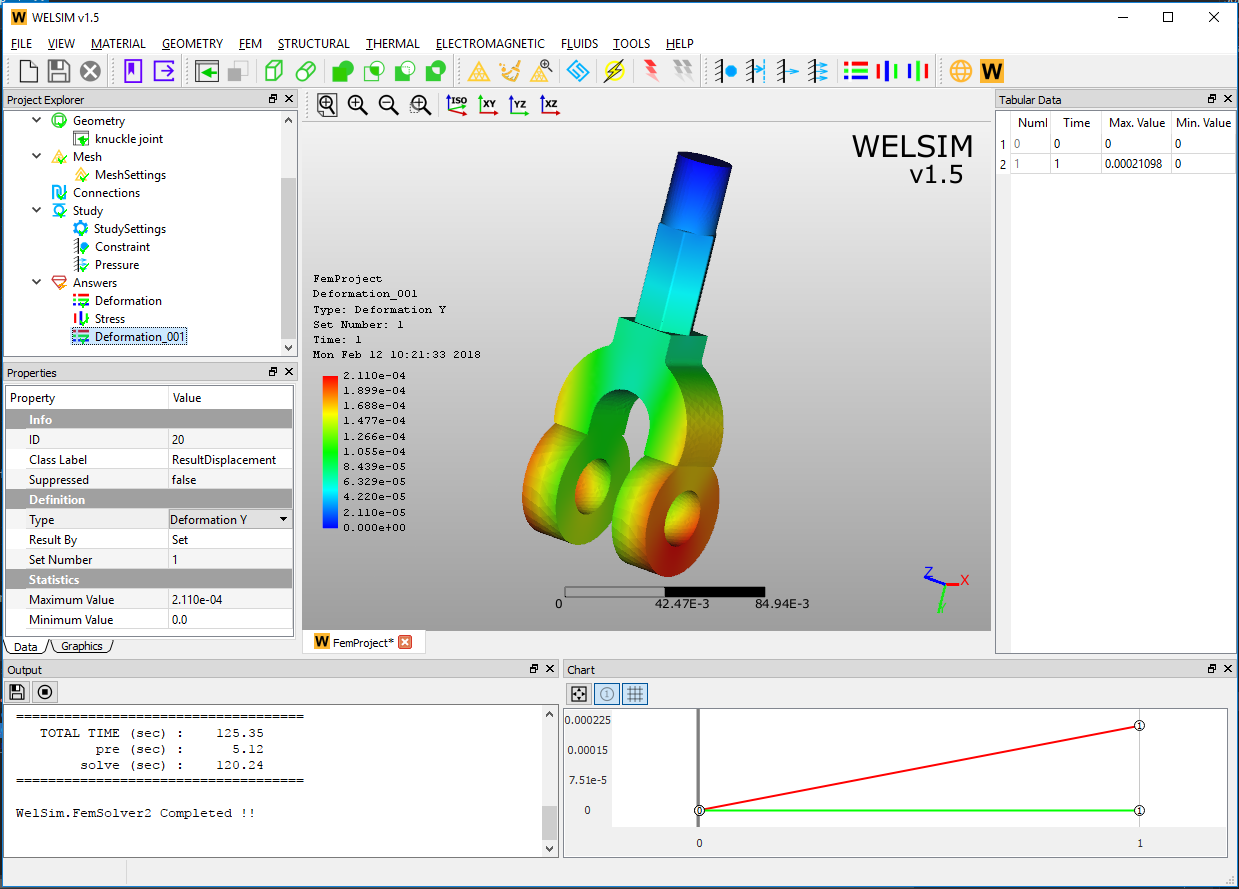 WELSIM v1.5
FILE VIEW MATERIAL GEOMETRY FEM STRUCTURAL THERMAL ELECTROMAGNETIC FLUIDS TOOLS HELP
W
Project Explorer
Geometry
knuckle joint
Mesh
MeshSettings
Connections
Study
StudySettings
Constraint
Pressure
Answers
Deformation
Stress
Deformation_001
Properties
Property Value
Info
ID 20
Class Label ResultDisplacement
Suppressed false
Definition
Type Deformation Y
Result By Set
Set Number 1
Statistics
Maximum Value 2.110e-04
Minimum Value 0.0
Data Graphics
ISO XY YZ XZ
WELSIM
v1.5
FemProject
Deformation_001
Type: Deformation Y
Set Number: 1
Time: 1
Mon Feb 12 10:21:33 2018
2.110e-04
1.899e-04
1.688e-04
1.477e-04
1.266e-04
1.055e-04
8.439e-05
6.329e-05
4.220e-05
2.110e-05
0.000e+00
0 42.47E-3 84.94E-3
Z X
W FemProject*
Tabular Data
Numl Time Max. Value Min. Value
1 0 0 0 0
2 1 1 0.00021098 0
Output
=====================================
TOTAL TIME (sec) : 125.35
pre (sec) : 5.12
solve (sec) : 120.24
=====================================
WelSim.FemSolver2 Completed !!
Chart
1
0.000225
0.00015
7.51e-5
0
0 1 1
0 1